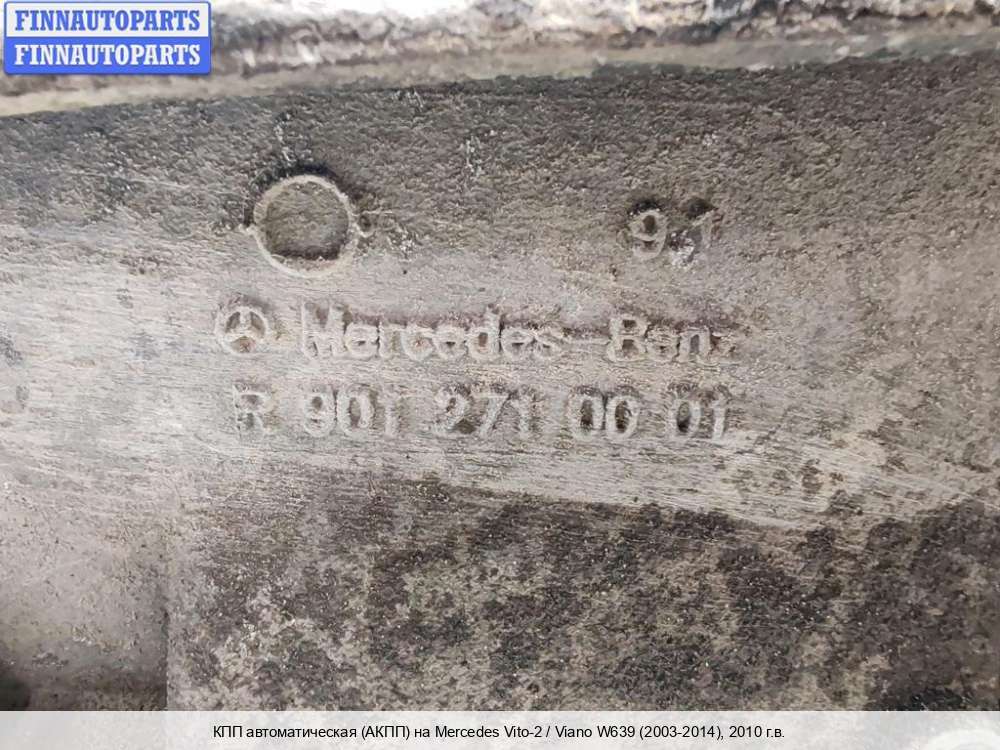 FINNAUTOPARTS
FINNAUTOPARTS
9.1
Mercedes-Benz
R 901 271 00 01
КПП автоматическая (АКПП) на Mercedes Vito-2 / Viano W639 (2003-2014), 2010 г.в.